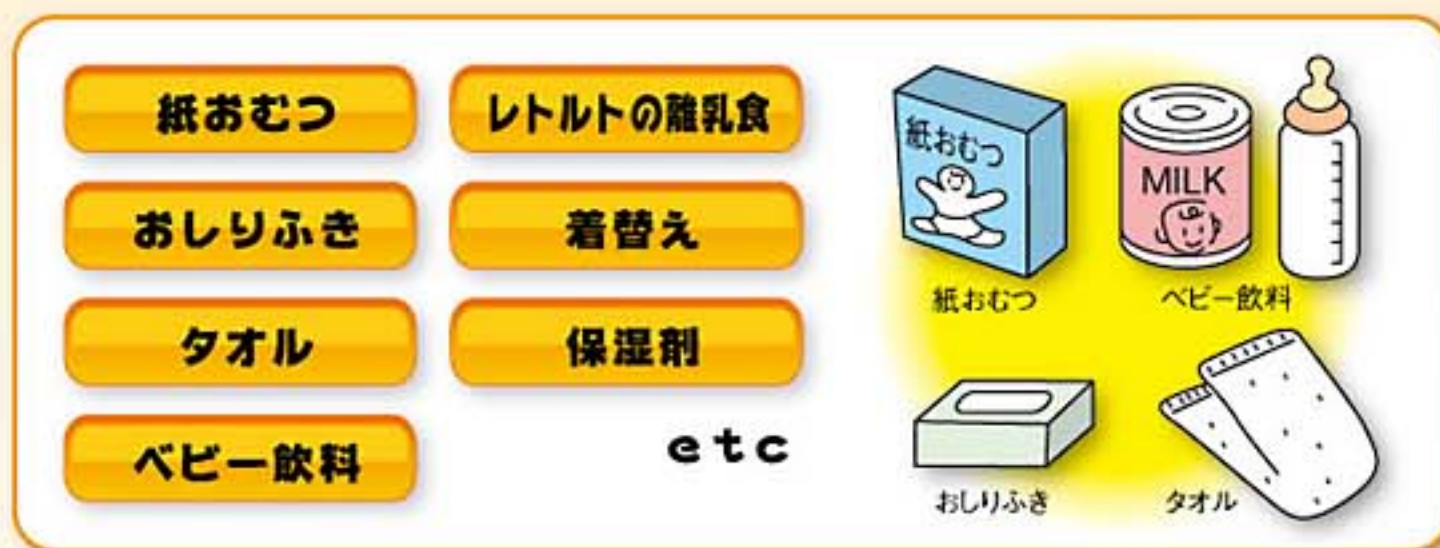 紙おむつ
レトルトの離乳食
おしりふき
着替え
タオル
保湿剤
ベビー飲料
etc
紙おむつ
MILK
紙おむつ
ベビー飲料
おしりふき
タオル